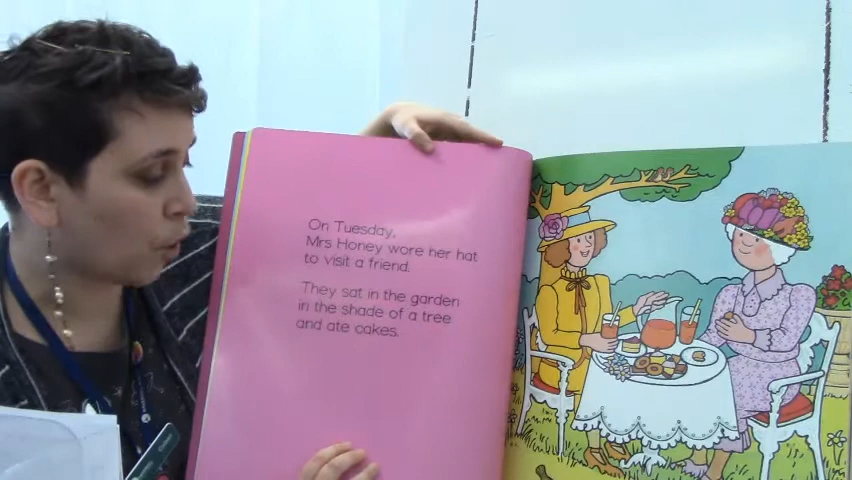 On Tuesday,
Mrs Honey wore her hat
to visit a friend.
They sat in the garden
in the shade of a tree
and ate cakes.